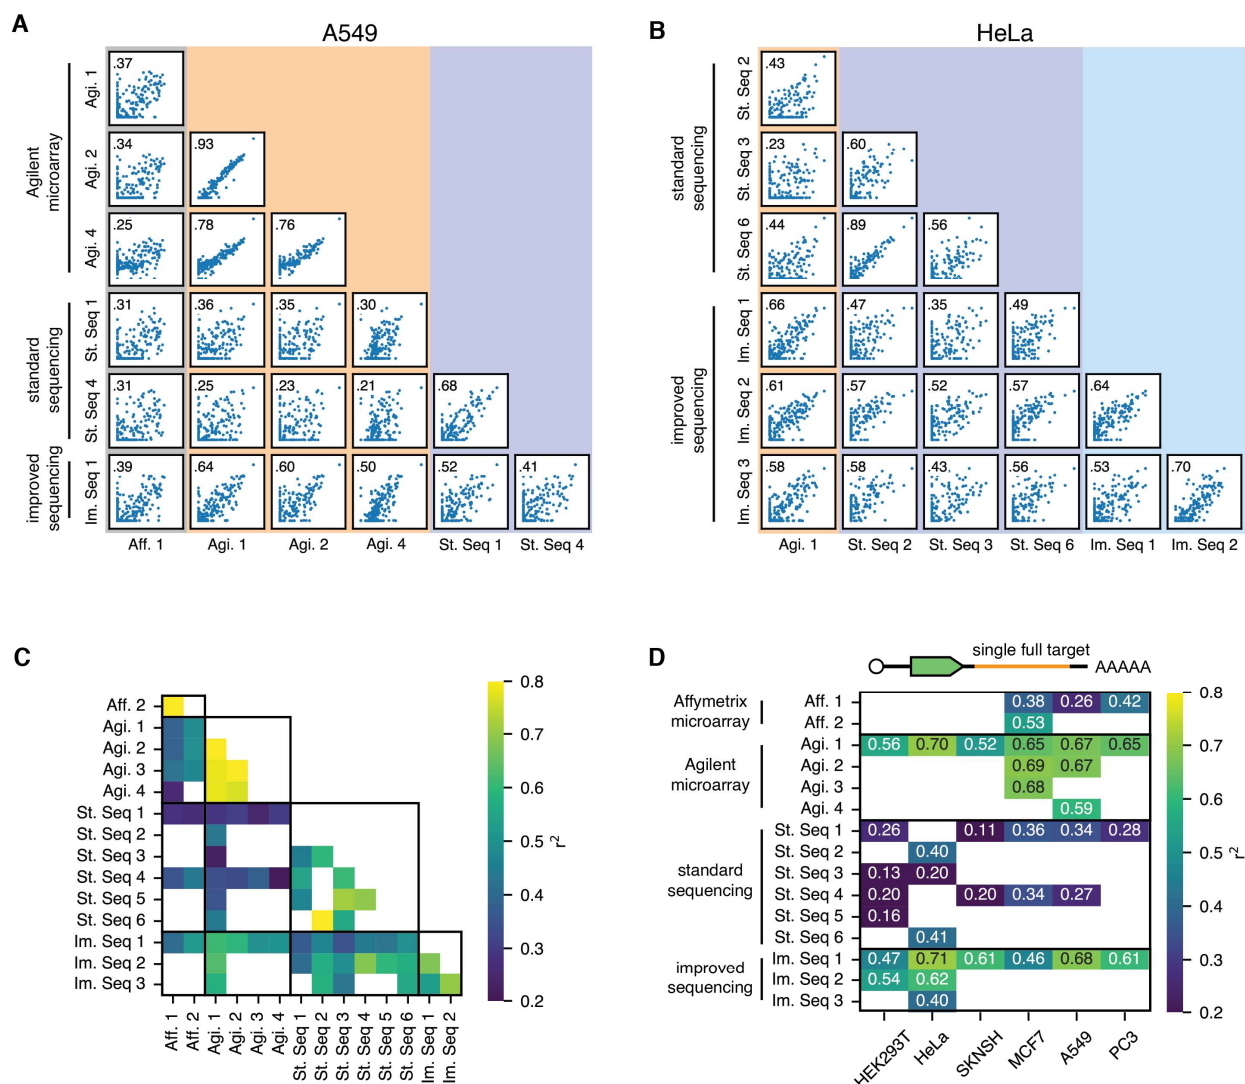 A
A549
Agilent
microarray
standard
sequencing
improved
sequencing
Agi. 1
.37
Agi. 2
.34 .93
Agi. 4
.25 .78 .76
St. Seq 1
.31 .36 .35 .30
St. Seq 4
.31 .25 .23 .21 .68
Im. Seq 1
.39 .64 .60 .50 .52 .41
Aff. 1 Agi. 1 Agi. 2 Agi. 4 St. Seq 1 St. Seq 4
B
HeLa
standard
sequencing
improved
sequencing
St. Seq 2
.43
St. Seq 3
.23 .60
St. Seq 6
.44 .89 .56
Im. Seq 1
.66 .47 .35 .49
Im. Seq 2
.61 .57 .52 .57 .64
Im. Seq 3
.58 .58 .43 .56 .53 .70
Agi. 1 St. Seq 2 St. Seq 3 St. Seq 6 Im. Seq 1 Im. Seq 2
C
Aff. 2
Agi. 1
Agi. 2
Agi. 3
Agi. 4
St. Seq 1
St. Seq 2
St. Seq 3
St. Seq 4
St. Seq 5
St. Seq 6
Im. Seq 1
Im. Seq 2
Im. Seq 3
Aff. 1
Aff. 2
Agi. 1
Agi. 2
Agi. 3
Agi. 4
St. Seq 1
St. Seq 2
St. Seq 3
St. Seq 4
St. Seq 5
St. Seq 6
Im. Seq 1
Im. Seq 2
0.8
0.7
0.6
0.5
0.4
0.3
0.2
r²
D
single full target
AAAAA
Affymetrix
microarray
Agilent
microarray
standard
sequencing
improved
sequencing
Aff. 1 0.38 0.26 0.42
Aff. 2 0.53
Agi. 1 0.56 0.70 0.52 0.65 0.67 0.65
Agi. 2 0.69 0.67
Agi. 3 0.68
Agi. 4 0.59
St. Seq 1 0.26 0.11 0.36 0.34 0.28
St. Seq 2 0.40
St. Seq 3 0.13 0.20
St. Seq 4 0.20 0.20 0.34 0.27
St. Seq 5 0.16
St. Seq 6 0.41
Im. Seq 1 0.47 0.71 0.61 0.46 0.68 0.61
Im. Seq 2 0.54 0.62
Im. Seq 3 0.40
HEK293T HeLa SKNSH MCF7 A549 PC3
0.8
0.7
0.6
0.5
0.4
0.3
0.2
r²